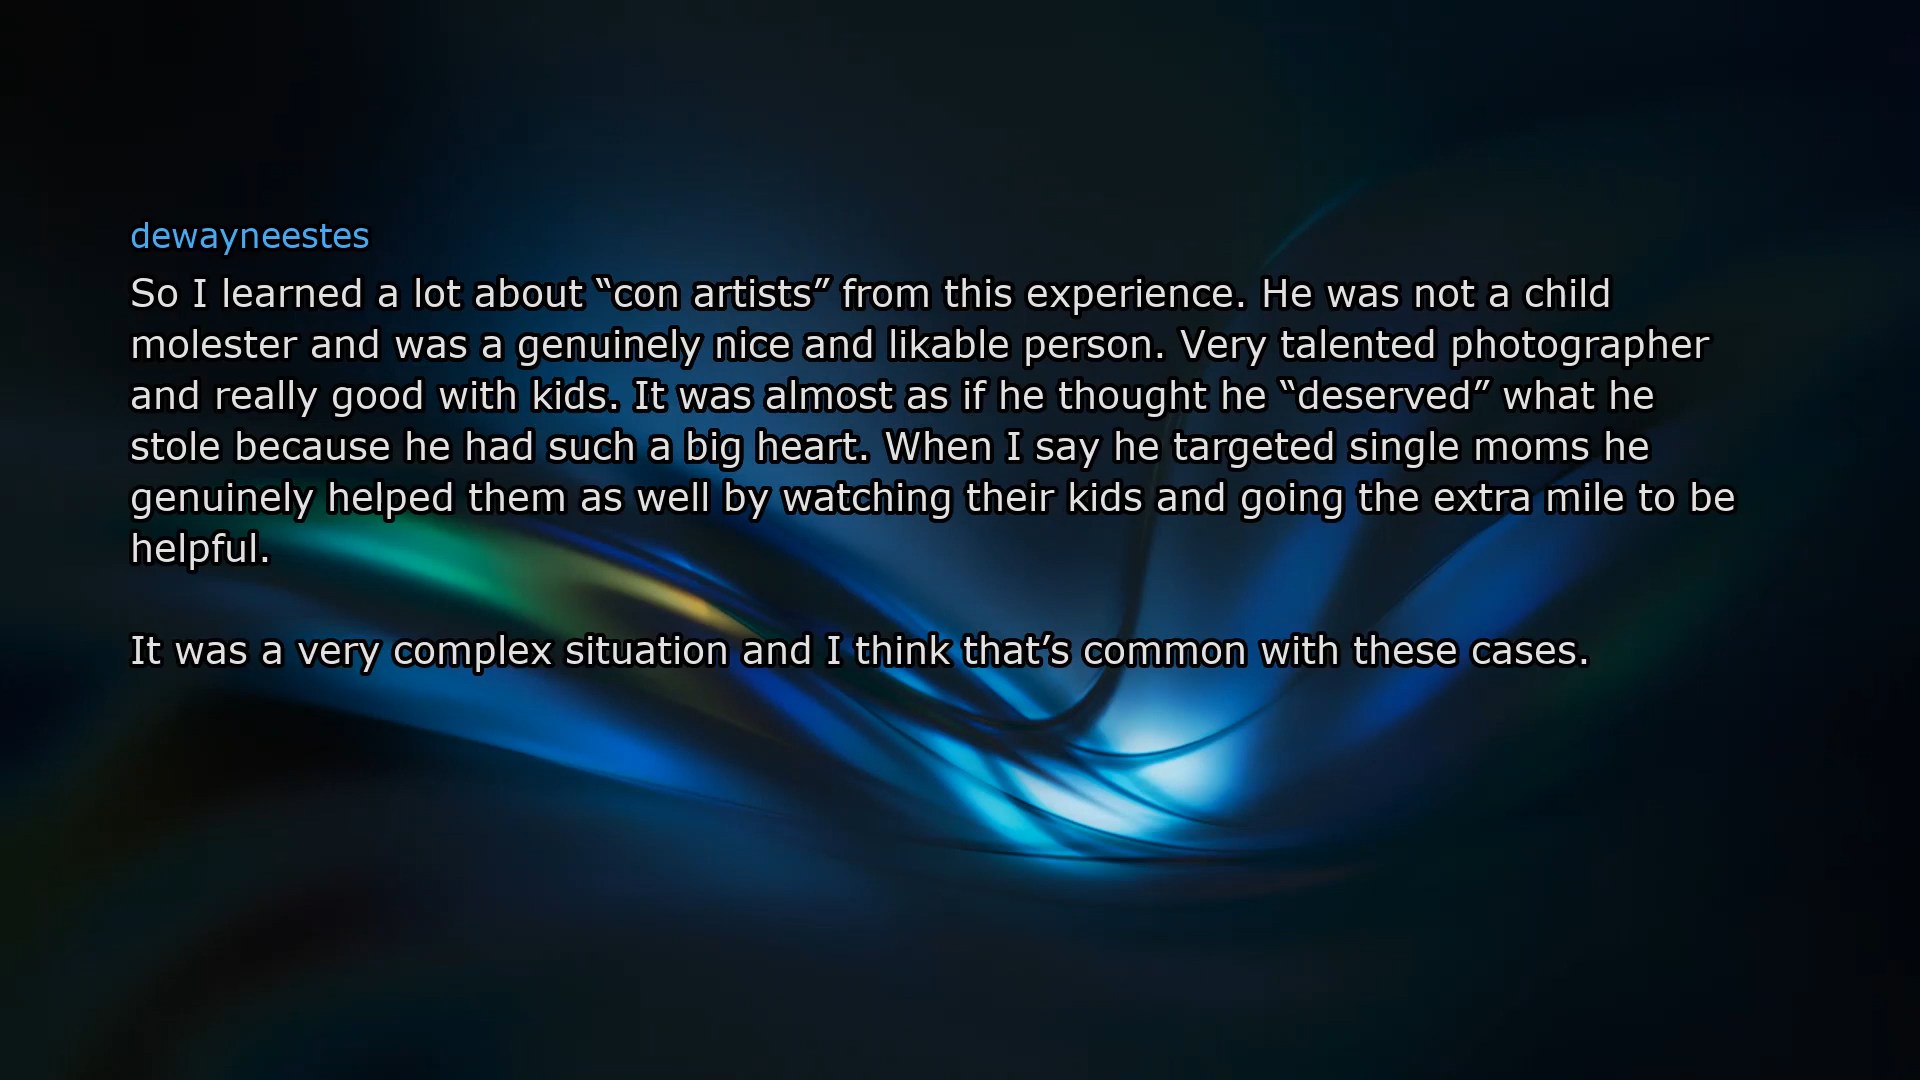 dewayneestes
So I learned a lot about “con artists” from this experience. He was not a child
molester and was a genuinely nice and likable person. Very talented photographer
and really good with kids. It was almost as if he thought he “deserved” what he
stole because he had such a big heart. When I say he targeted single moms he
genuinely helped them as well by watching their kids and going the extra mile to be
helpful.
It was a very complex situation and I think that’s common with these cases.